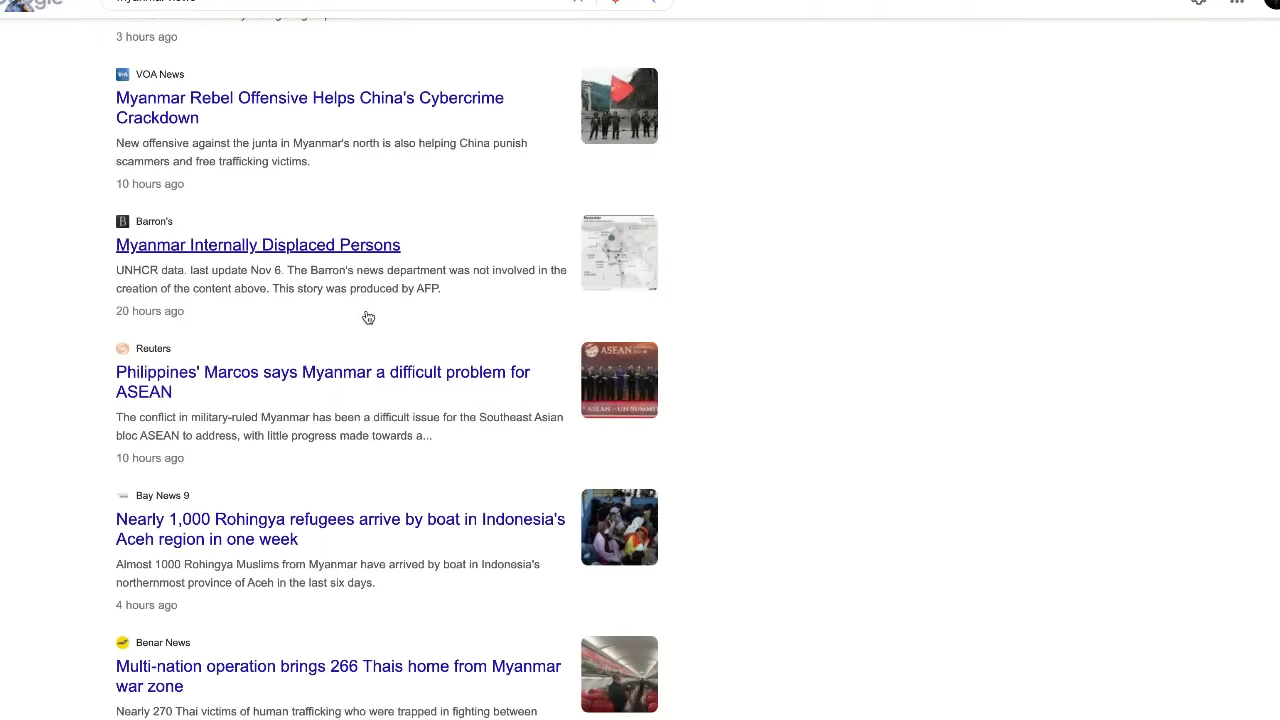 3 hours ago
VOA News
Myanmar Rebel Offensive Helps China's Cybercrime
Crackdown
New offensive against the junta in Myanmar's north is also helping China punish
scammers and free trafficking victims.
10 hours ago
Barron's
Myanmar Internally Displaced Persons
UNHCR data. last update Nov 6. The Barron's news department was not involved in the
creation of the content above. This story was produced by AFP.
20 hours ago
Reuters
Philippines' Marcos says Myanmar a difficult problem for
ASEAN
ASEAN
ASEAN - UN SUMMIT
The conflict in military-ruled Myanmar has been a difficult issue for the Southeast Asian
bloc ASEAN to address, with little progress made towards a...
10 hours ago
Bay News 9
Nearly 1,000 Rohingya refugees arrive by boat in Indonesia's
Aceh region in one week
Almost 1000 Rohingya Muslims from Myanmar have arrived by boat in Indonesia's
northernmost province of Aceh in the last six days.
4 hours ago
Benar News
Multi-nation operation brings 266 Thais home from Myanmar
war zone
Nearly 270 Thai victims of human trafficking who were trapped in fighting between